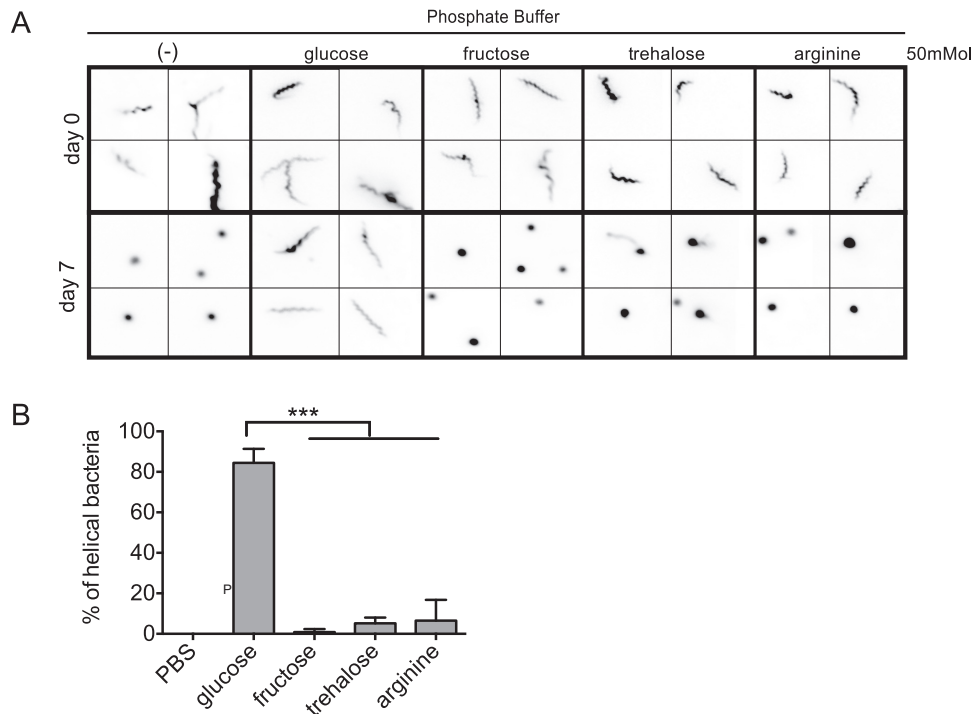 A
Phosphate Buffer
(-) glucose fructose trehalose arginine 50mMol
day 0
day 7
B
***
% of helical bacteria
100
80
60
40
20
0
P
PBS
glucose
fructose
trehalose
arginine